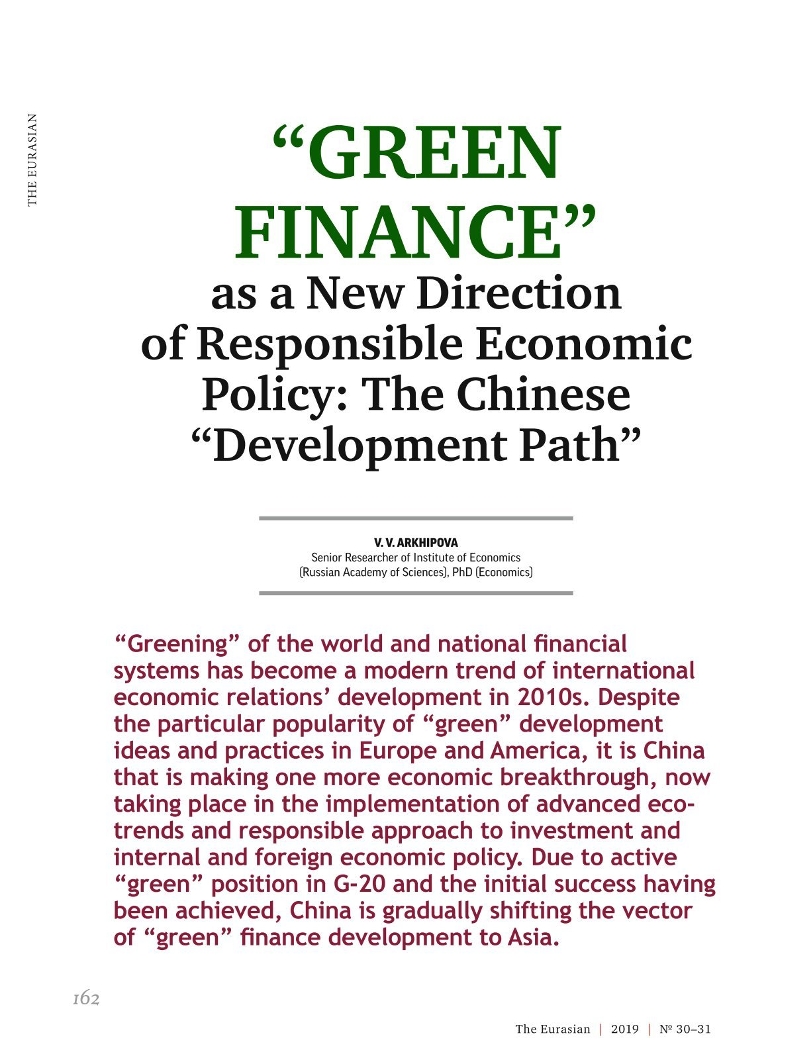 THE EURASIAN
“GREEN
FINANCE”
as a New Direction
of Responsible Economic
Policy: The Chinese
“Development Path”
V. V. ARKHIPOVA
Senior Researcher of Institute of Economics
(Russian Academy of Sciences), PhD (Economics)
“Greening” of the world and national financial
systems has become a modern trend of international
economic relations’ development in 2010s. Despite
the particular popularity of “green” development
ideas and practices in Europe and America, it is China
that is making one more economic breakthrough, now
taking place in the implementation of advanced eco-
trends and responsible approach to investment and
internal and foreign economic policy. Due to active
“green” position in G-20 and the initial success having
been achieved, China is gradually shifting the vector
of “green” finance development to Asia.
162
The Eurasian | 2019 | № 30–31